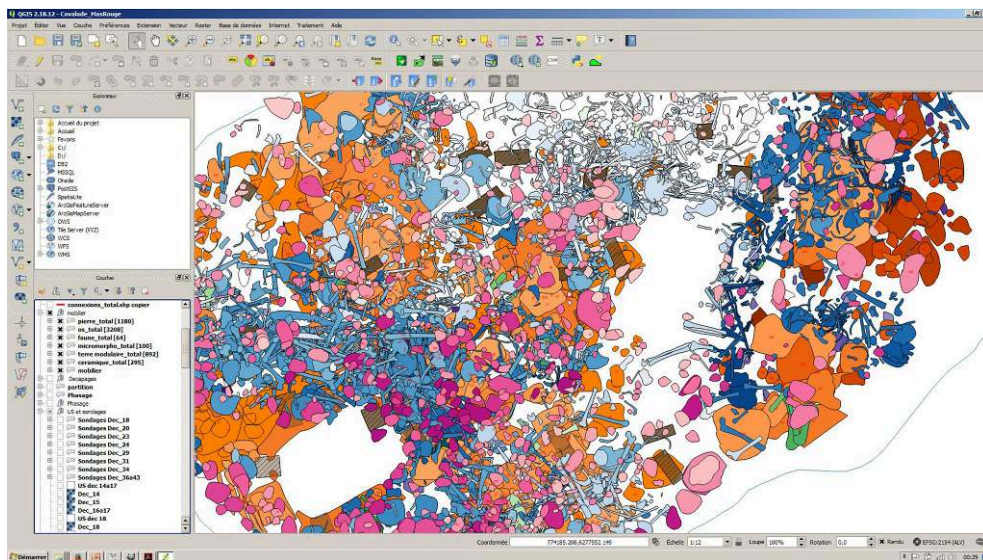 QGIS 2.18.12 - Cavalade_MasRouge
Projet Éditer Vue Couche Préférences Extension Vecteur Raster Base de données Internet Traitement Aide
Explorateur
Accueil du projet
Accueil
Favoris
C:/
D:/
DB2
MSSQL
Oracle
PostGIS
SpatiaLite
ArcGisFeatureServer
ArcGisMapServer
OWS
Tile Server (XYZ)
WCS
WFS
WMS
Couches
connexions_total.shp copier
mobilier
pierre_total [1180]
os_total [3208]
faune_total [64]
micromorpho_total [100]
terre modulaire_total [892]
ceramique_total [295]
mobilier
Decapages
partition
Phasage
Phasage
US et sondages
Sondages Dec_18
Sondages Dec_20
Sondages Dec_23
Sondages Dec_24
Sondages Dec_29
Sondages Dec_31
Sondages Dec_34
Sondages Dec_36a43
US dec 14a17
Dec_14
Dec_15
Dec_16a17
US dec 18
Dec_18
Coordonnée 774185.208,6277552.149 Échelle 1:12 Loupe 100% Rotation 0,0 Rendu EPSG:2154 (ALV)
Démarrer 00:39